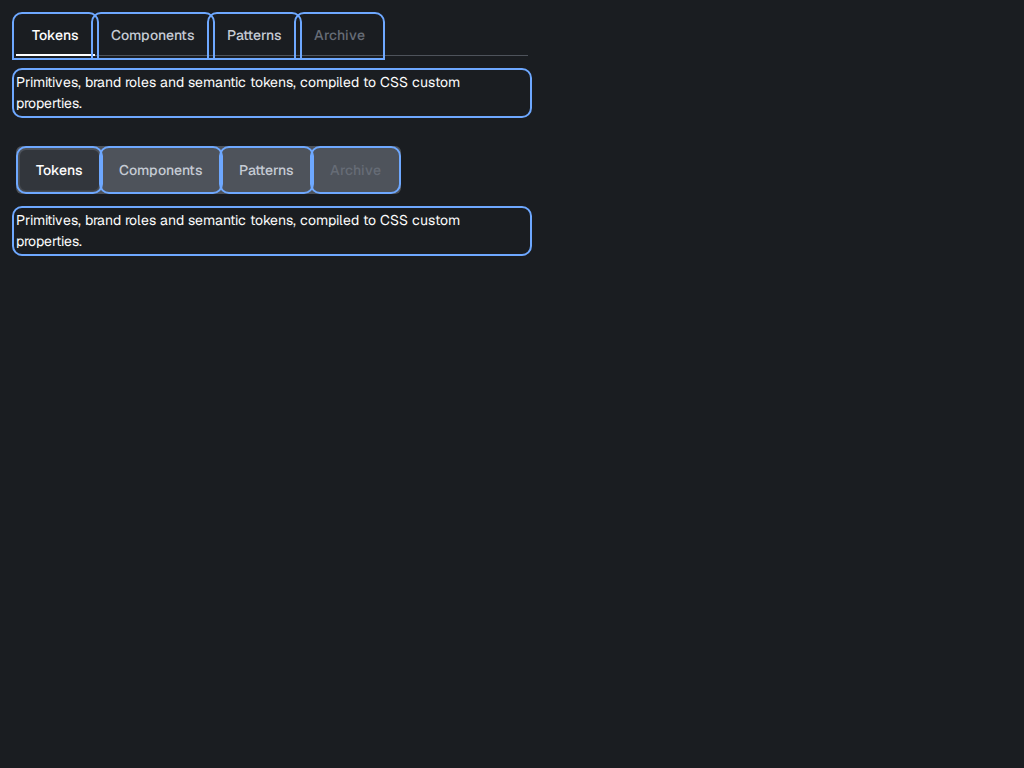 Tokens Components Patterns Archive
Primitives, brand roles and semantic tokens, compiled to CSS custom
properties.
Tokens Components Patterns Archive
Primitives, brand roles and semantic tokens, compiled to CSS custom
properties.